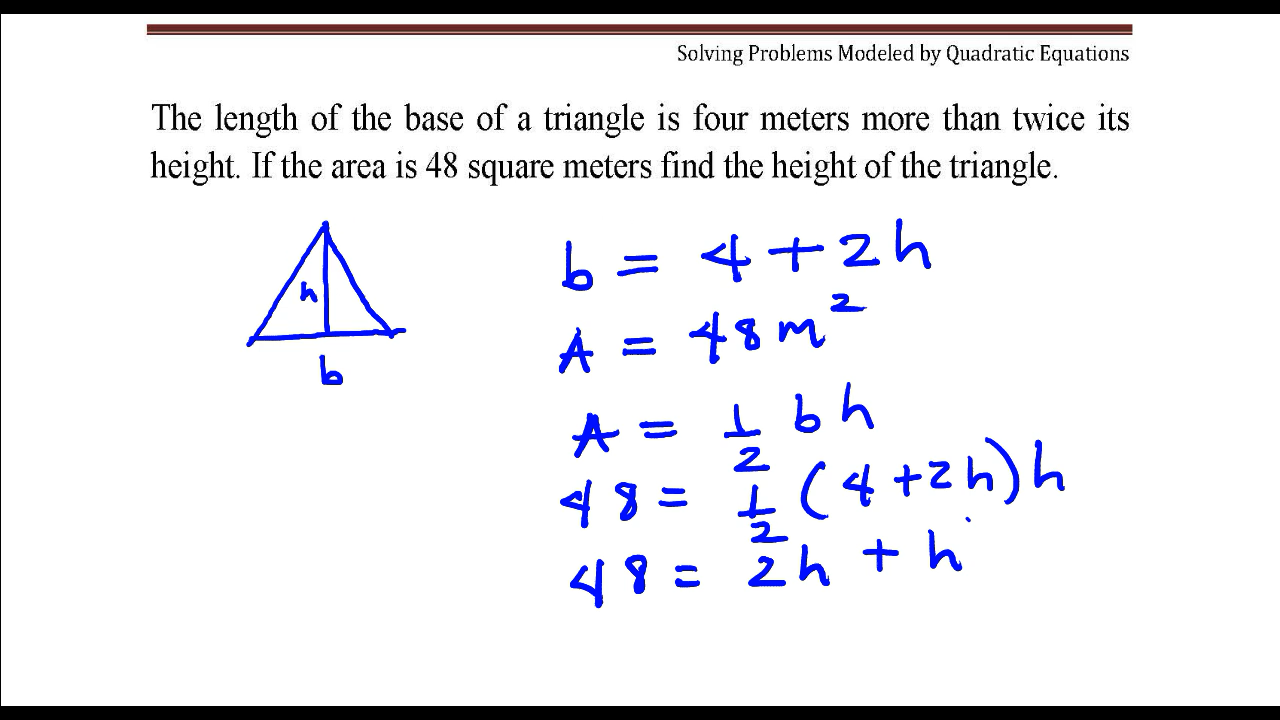 Solving Problems Modeled by Quadratic Equations
The length of the base of a triangle is four meters more than twice its
height. If the area is 48 square meters find the height of the triangle.
h
b
b = 4 + 2h
A = 48m²
A = 1/2 bh
48 = 1/2 (4+2h)h
48 = 2h + h